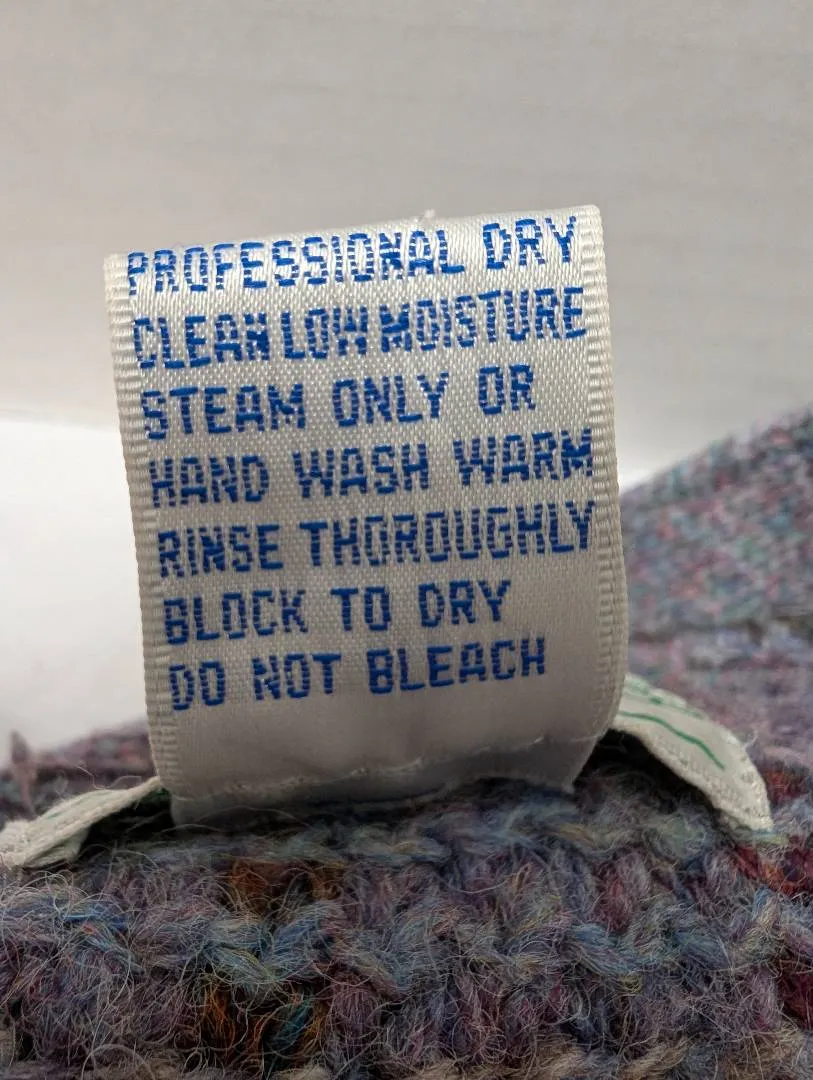 PROFESSIONAL DRY
CLEAN LOW MOISTURE
STEAM ONLY OR
HAND WASH WARM
RINSE THOROUGHLY
BLOCK TO DRY
DO NOT BLEACH